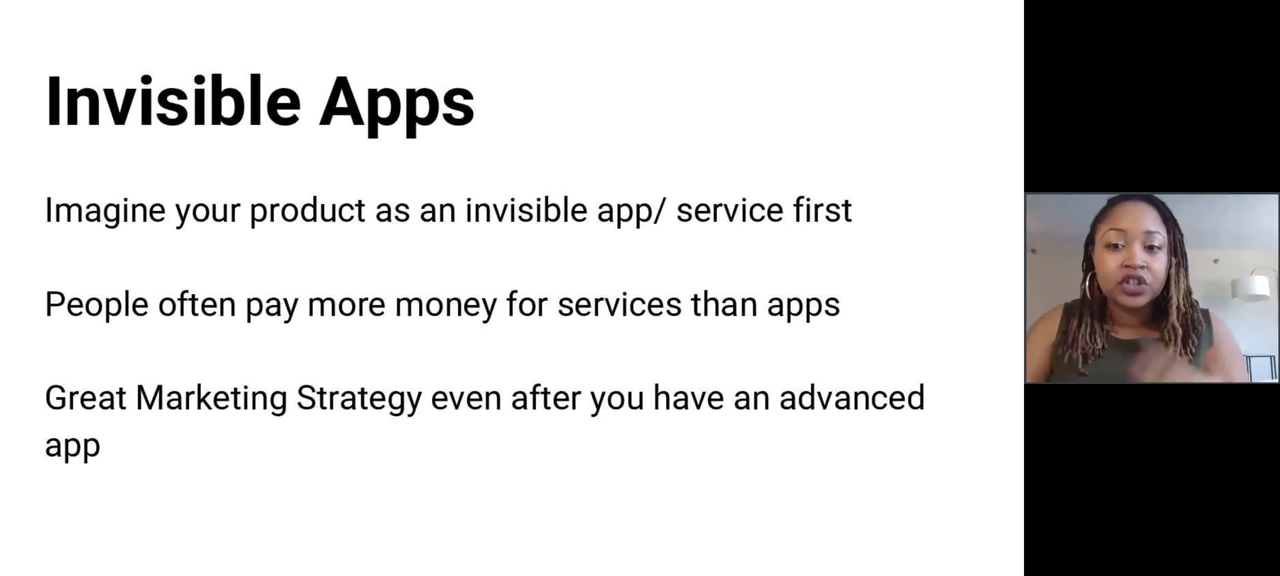 Invisible Apps
Imagine your product as an invisible app/ service first
People often pay more money for services than apps
Great Marketing Strategy even after you have an advanced
app